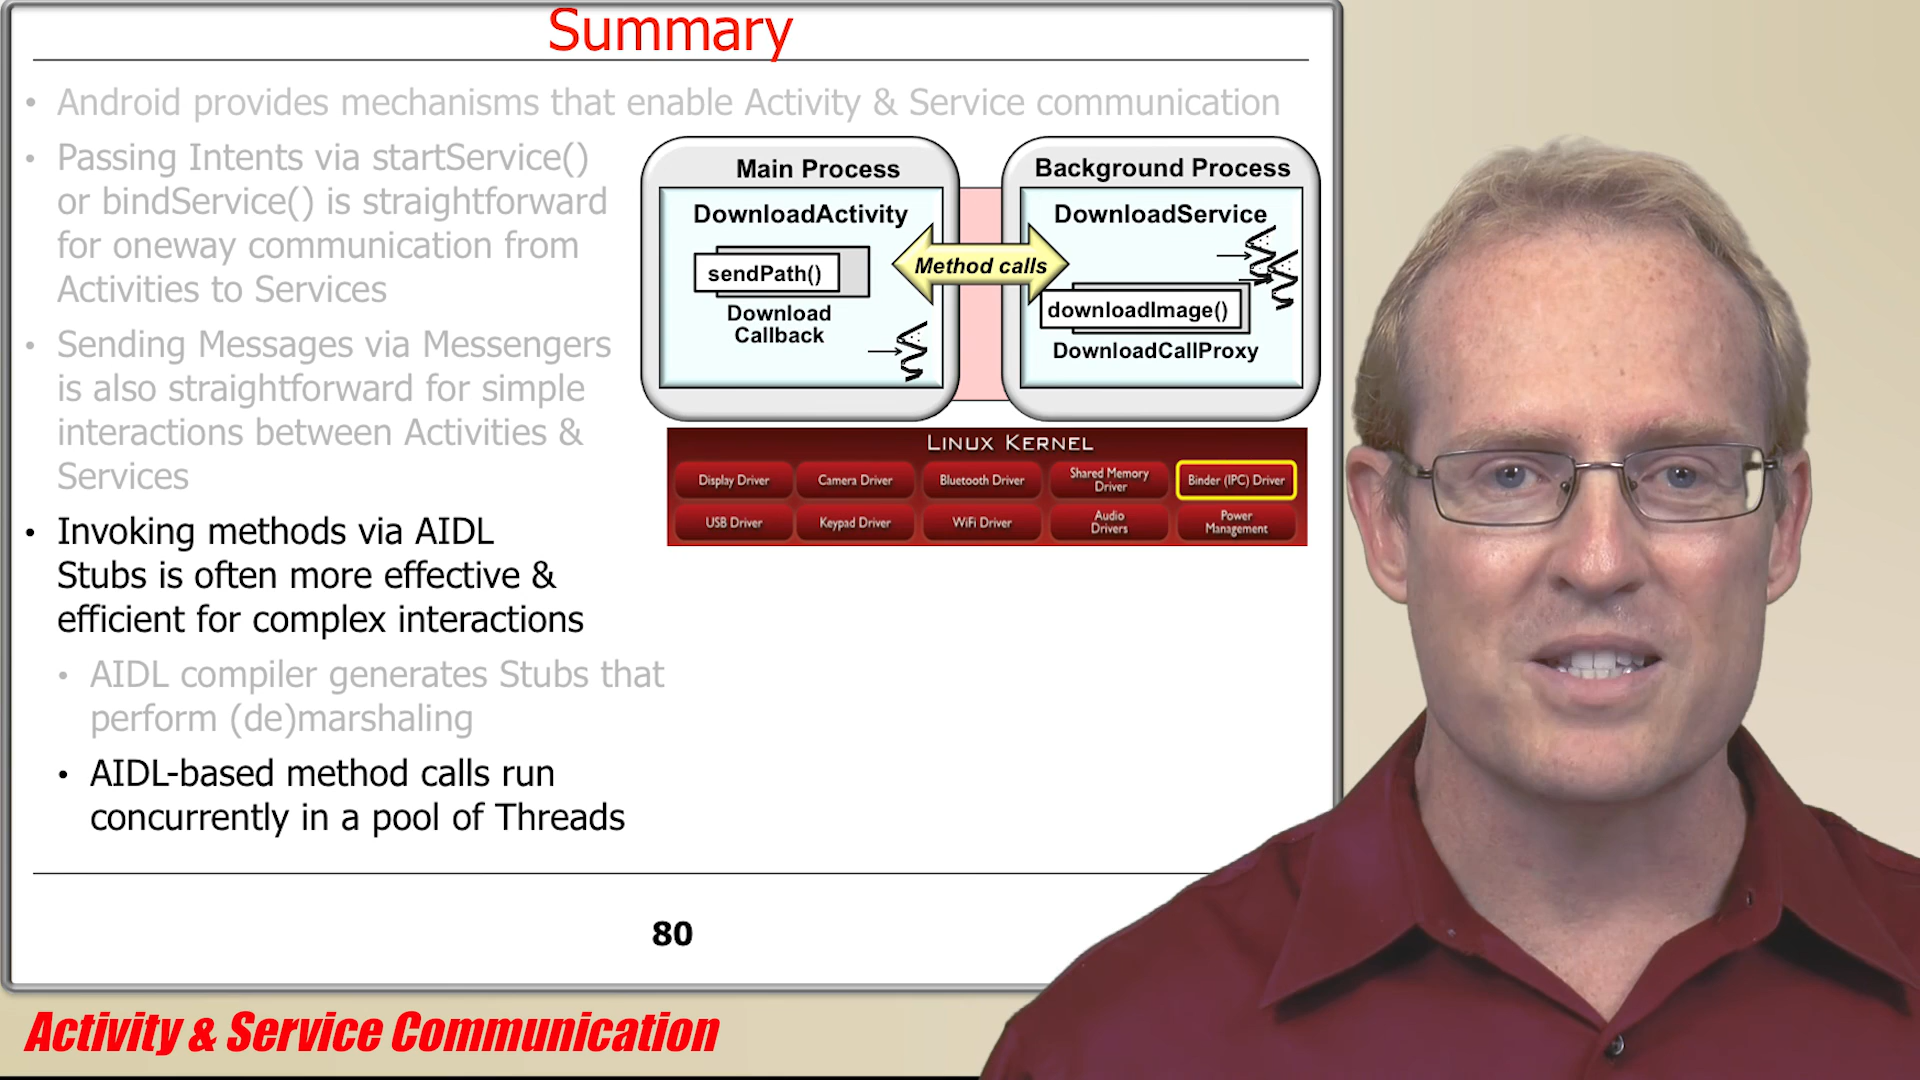 Summary
• Android provides mechanisms that enable Activity & Service communication
• Passing Intents via startService()
or bindService() is straightforward
for oneway communication from
Activities to Services
• Sending Messages via Messengers
is also straightforward for simple
interactions between Activities &
Services
• Invoking methods via AIDL
Stubs is often more effective &
efficient for complex interactions
• AIDL compiler generates Stubs that
perform (de)marshaling
• AIDL-based method calls run
concurrently in a pool of Threads
Main Process
DownloadActivity
sendPath()
Download
Callback
Method calls
Background Process
DownloadService
downloadImage()
DownloadCallProxy
Linux Kernel
Display Driver
Camera Driver
Bluetooth Driver
Shared Memory
Driver
Binder (IPC) Driver
USB Driver
Keypad Driver
WiFi Driver
Audio
Drivers
Power
Management
80
Activity & Service Communication